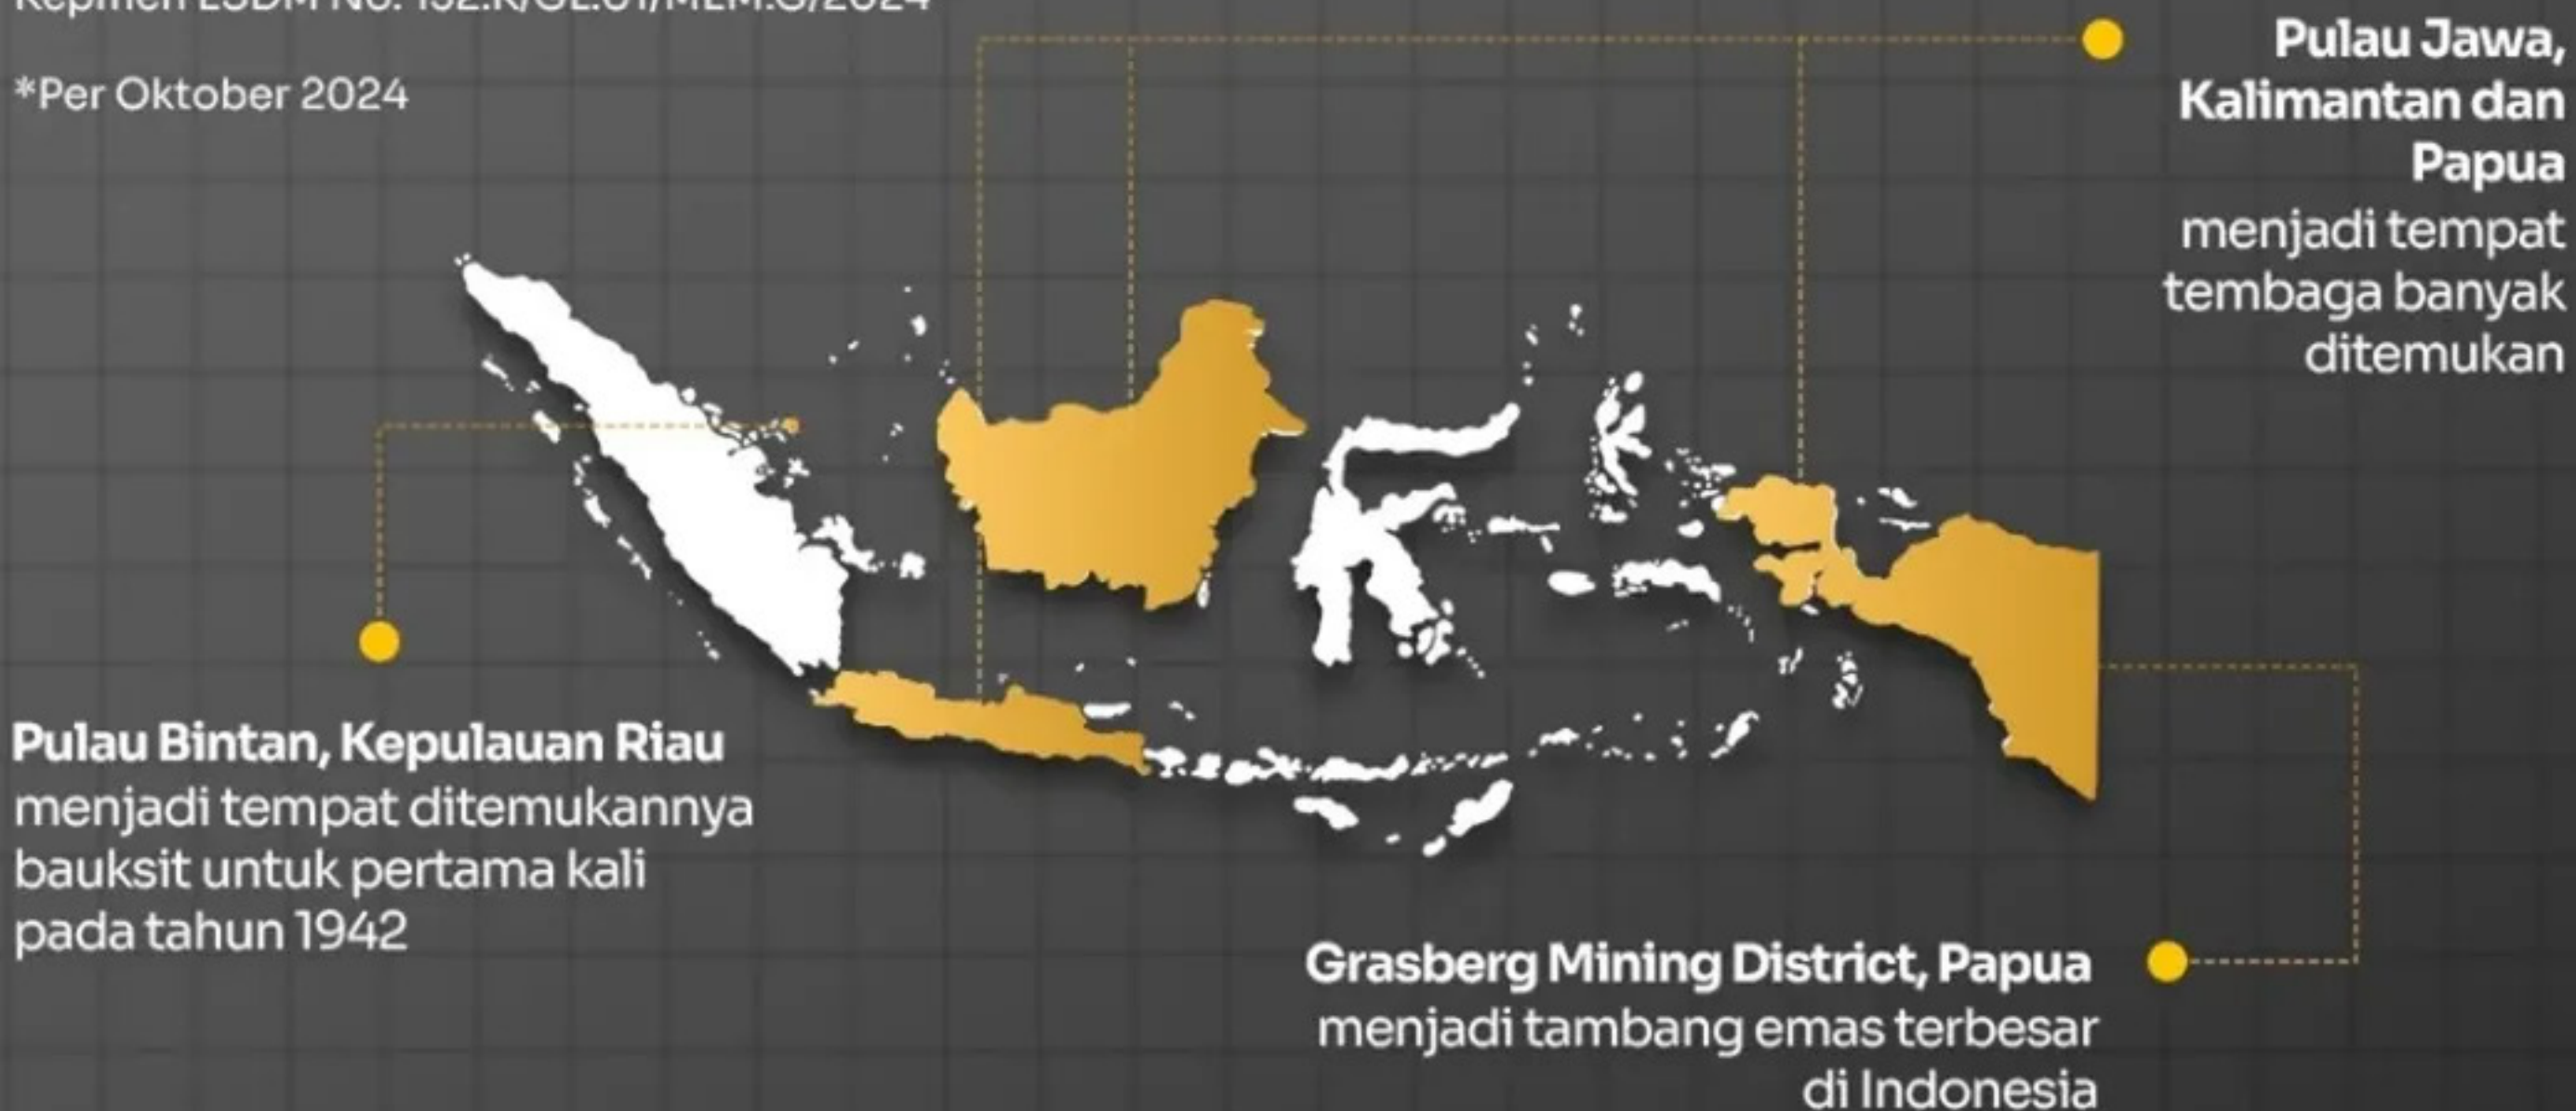 *Per Oktober 2024
Pulau Jawa,
Kalimantan dan
Papua
menjadi tempat
tembaga banyak
ditemukan
Pulau Bintan, Kepulauan Riau
menjadi tempat ditemukannya
bauksit untuk pertama kali
pada tahun 1942
Grasberg Mining District, Papua
menjadi tambang emas terbesar
di Indonesia